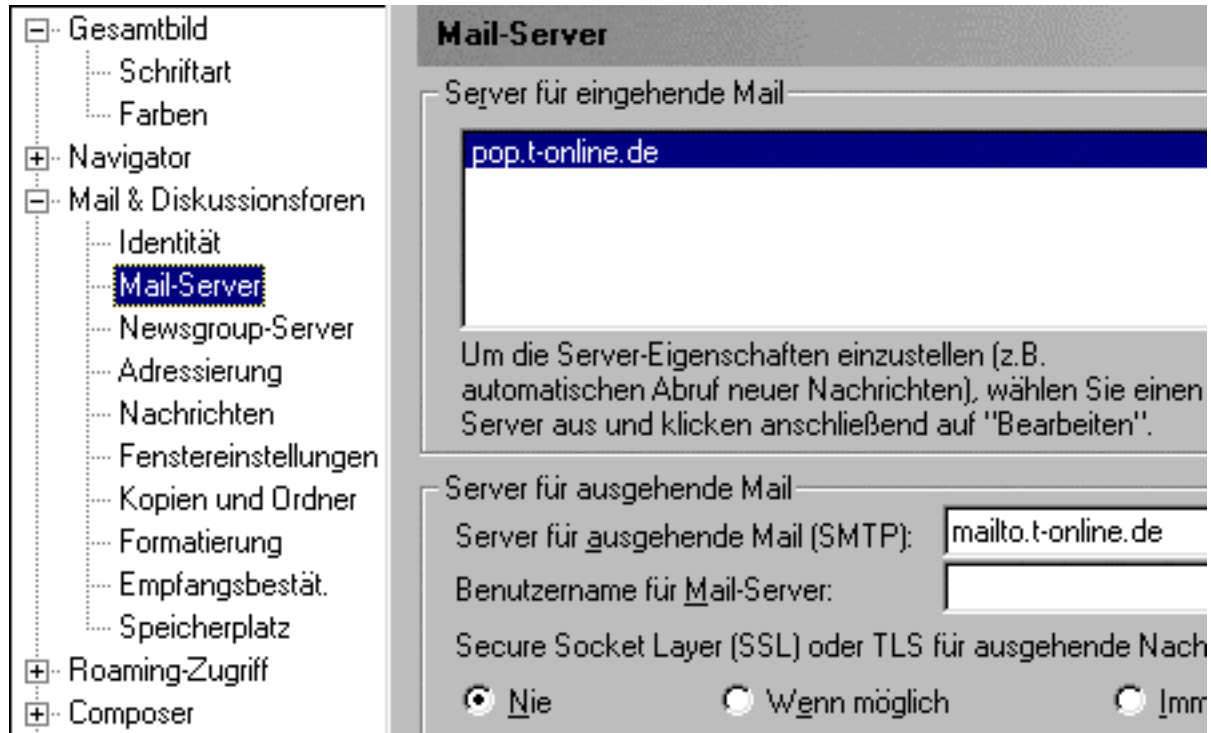 Gesamtbild
Schriftart
Farben
Navigator
Mail & Diskussionsforen
Identität
Mail-Server
Newsgroup-Server
Adressierung
Nachrichten
Fenstereinstellungen
Kopien und Ordner
Formatierung
Empfangsbestät.
Speicherplatz
Roaming-Zugriff
Composer
Mail-Server
Server für eingehende Mail
pop.t-online.de
Um die Server-Eigenschaften einzustellen (z.B.
automatischen Abruf neuer Nachrichten), wählen Sie einen
Server aus und klicken anschließend auf "Bearbeiten".
Server für ausgehende Mail
Server für ausgehende Mail (SMTP): mailto.t-online.de
Benutzername für Mail-Server:
Secure Socket Layer (SSL) oder TLS für ausgehende Nach
Nie Wenn möglich Imm